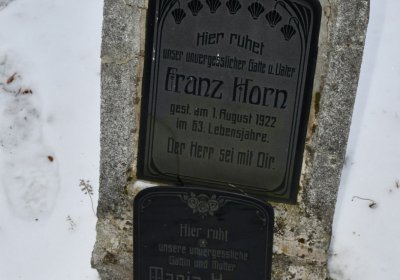 Hier ruhet
unser unvergesslicher Gatte u. Vater
Franz Horn
gest. am 1. August 1922
im 63. Lebensjahre.
Der Herr sei mit Dir.
Hier ruht
unsere unvergessliche
Gattin und Mutter
Maria